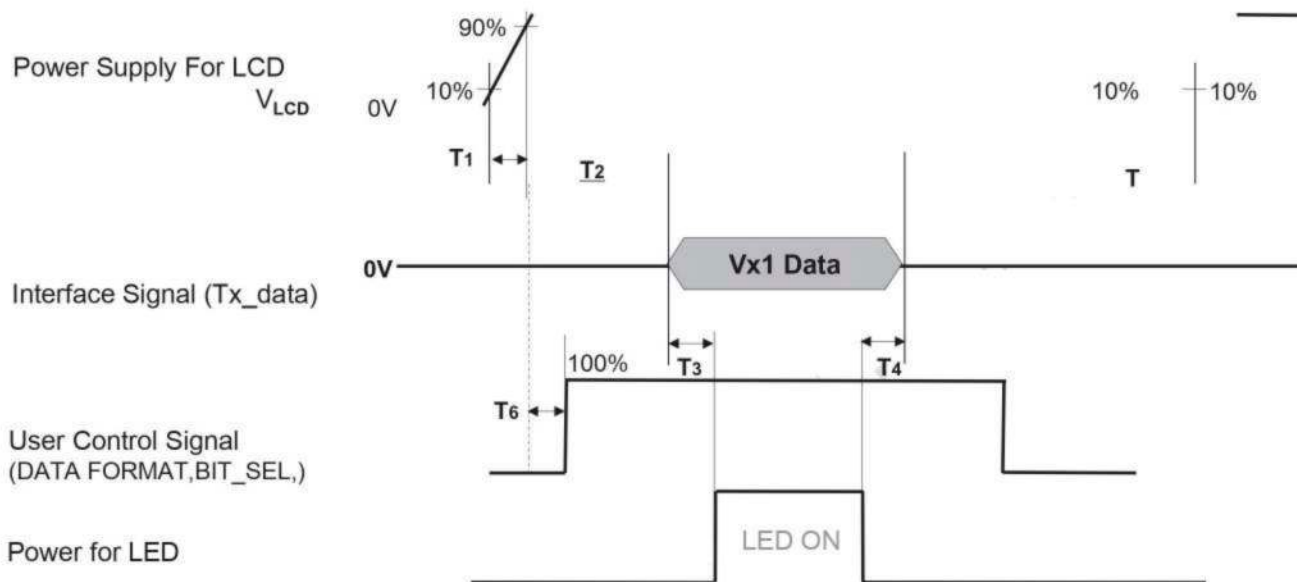 90%
Power Supply For LCD
VLCD
0V
10%
10%
10%
T1
T2
T
0V
Vx1 Data
Interface Signal (Tx_data)
100%
T3
T4
T6
User Control Signal
(DATA FORMAT,BIT_SEL,)
LED ON
Power for LED